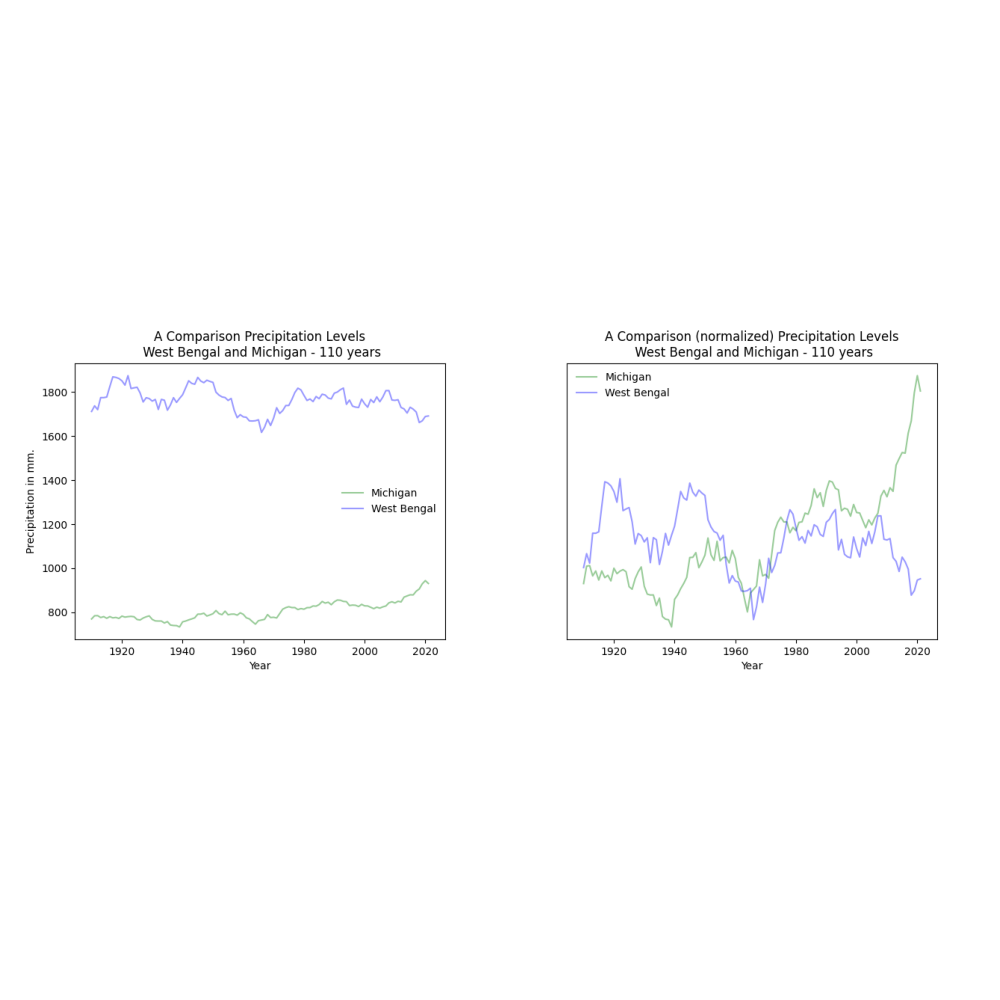 A Comparison Precipitation Levels
West Bengal and Michigan - 110 years
1800
1600
1400
1200
1000
800
Precipitation in mm.
Michigan
West Bengal
1920 1940 1960 1980 2000 2020
Year
A Comparison (normalized) Precipitation Levels
West Bengal and Michigan - 110 years
Michigan
West Bengal
1920 1940 1960 1980 2000 2020
Year